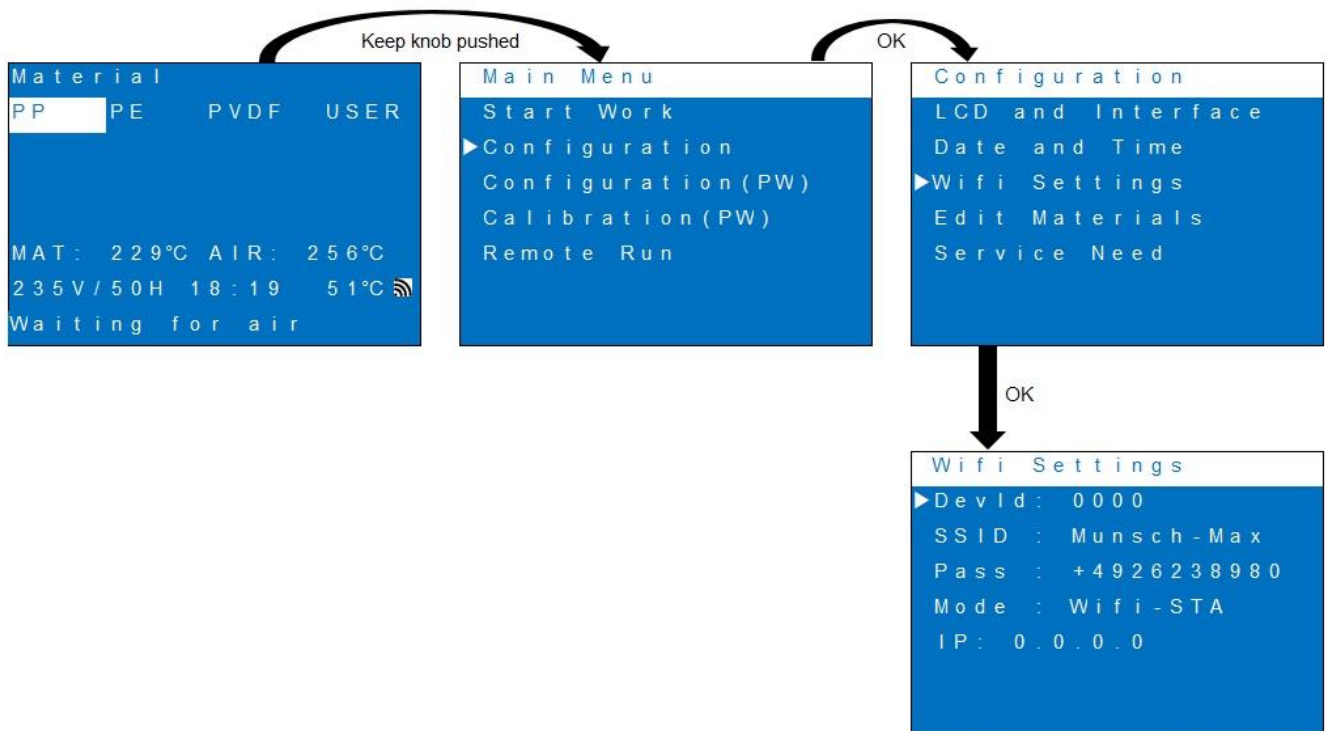 Keep knob pushed
OK
Material
PP PE PVDF USER
MAT: 229°C AIR: 256°C
235V/50H 18:19 51°C
Waiting for air
Main Menu
Start Work
Configuration
Configuration(PW)
Calibration(PW)
Remote Run
Configuration
LCD and Interface
Date and Time
Wifi Settings
Edit Materials
Service Need
OK
Wifi Settings
DevId: 0000
SSID : Munsch-Max
Pass : +4926238980
Mode : Wifi-STA
IP: 0.0.0.0